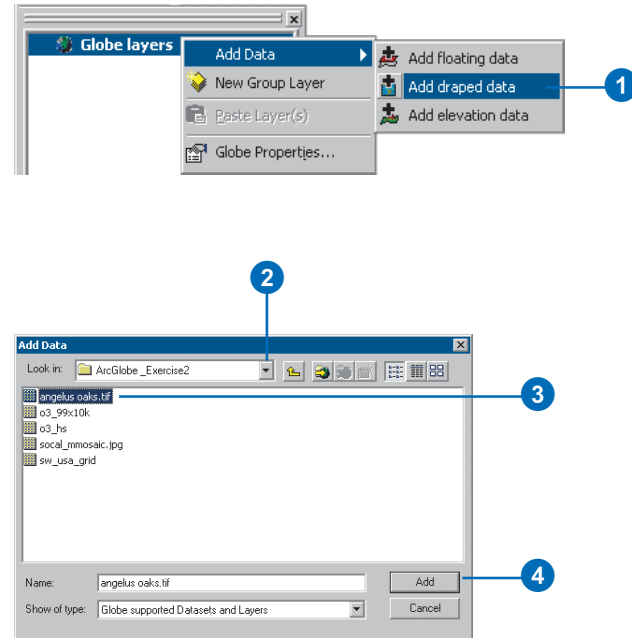 Globe layers
Add Data
New Group Layer
Paste Layer(s)
Globe Properties...
Add floating data
Add draped data
Add elevation data
1
2
Add Data
Look in: ArcGlobe _Exercise2
angelus oaks.tif
o3_99x10k
o3_hs
socal_mmosaic.jpg
sw_usa_grid
3
Name: angelus oaks.tif Add
4
Show of type: Globe supported Datasets and Layers Cancel